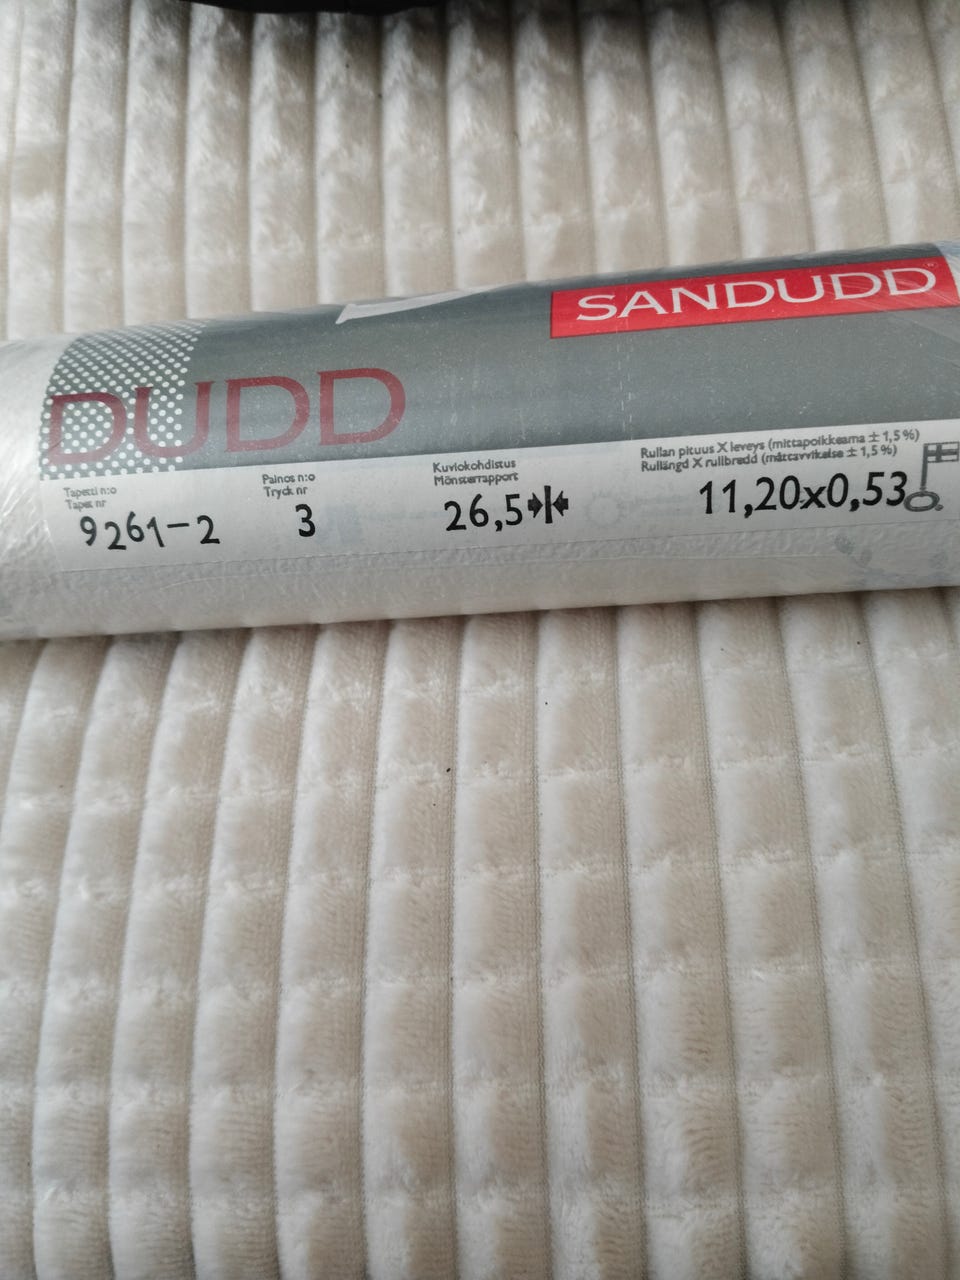 SANDUDD
DUDD
Tapetti n:o
Tapet nr
9261-2
Painos n:o
Tryck nr
3
Kuviokohdistus
Mönsterrapport
26,5
Rullan pituus X leveys (mittapoikkeama ± 1,5 %)
Rullängd X rullbredd (måttavvikelse ± 1,5 %)
11,20x0,53